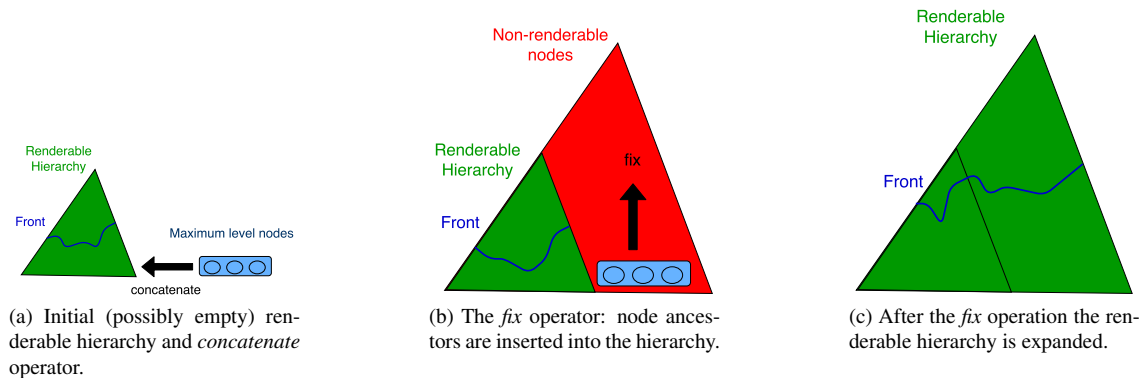 Renderable
Hierarchy
Front
Maximum level nodes
concatenate
(a) Initial (possibly empty) ren-
derable hierarchy and concatenate
operator.
Non-renderable
nodes
Renderable
Hierarchy
fix
Front
(b) The fix operator: node ances-
tors are inserted into the hierarchy.
Renderable
Hierarchy
Front
(c) After the fix operation the ren-
derable hierarchy is expanded.